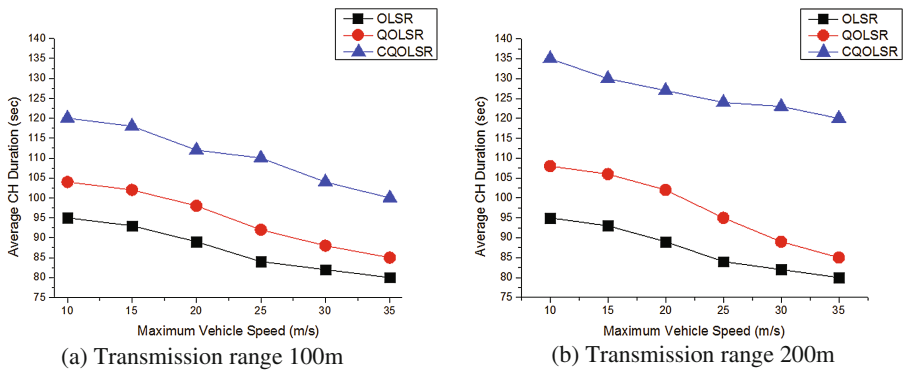 OLSR
QOLSR
CQOLSR
140
135
130
125
120
115
110
105
100
95
90
85
80
75
Average CH Duration (sec)
10 15 20 25 30 35
Maximum Vehicle Speed (m/s)
(a) Transmission range 100m
OLSR
QOLSR
CQOLSR
140
135
130
125
120
115
110
105
100
95
90
85
80
75
Average CH Duration (sec)
10 15 20 25 30 35
Maximum Vehicle Speed (m/s)
(b) Transmission range 200m